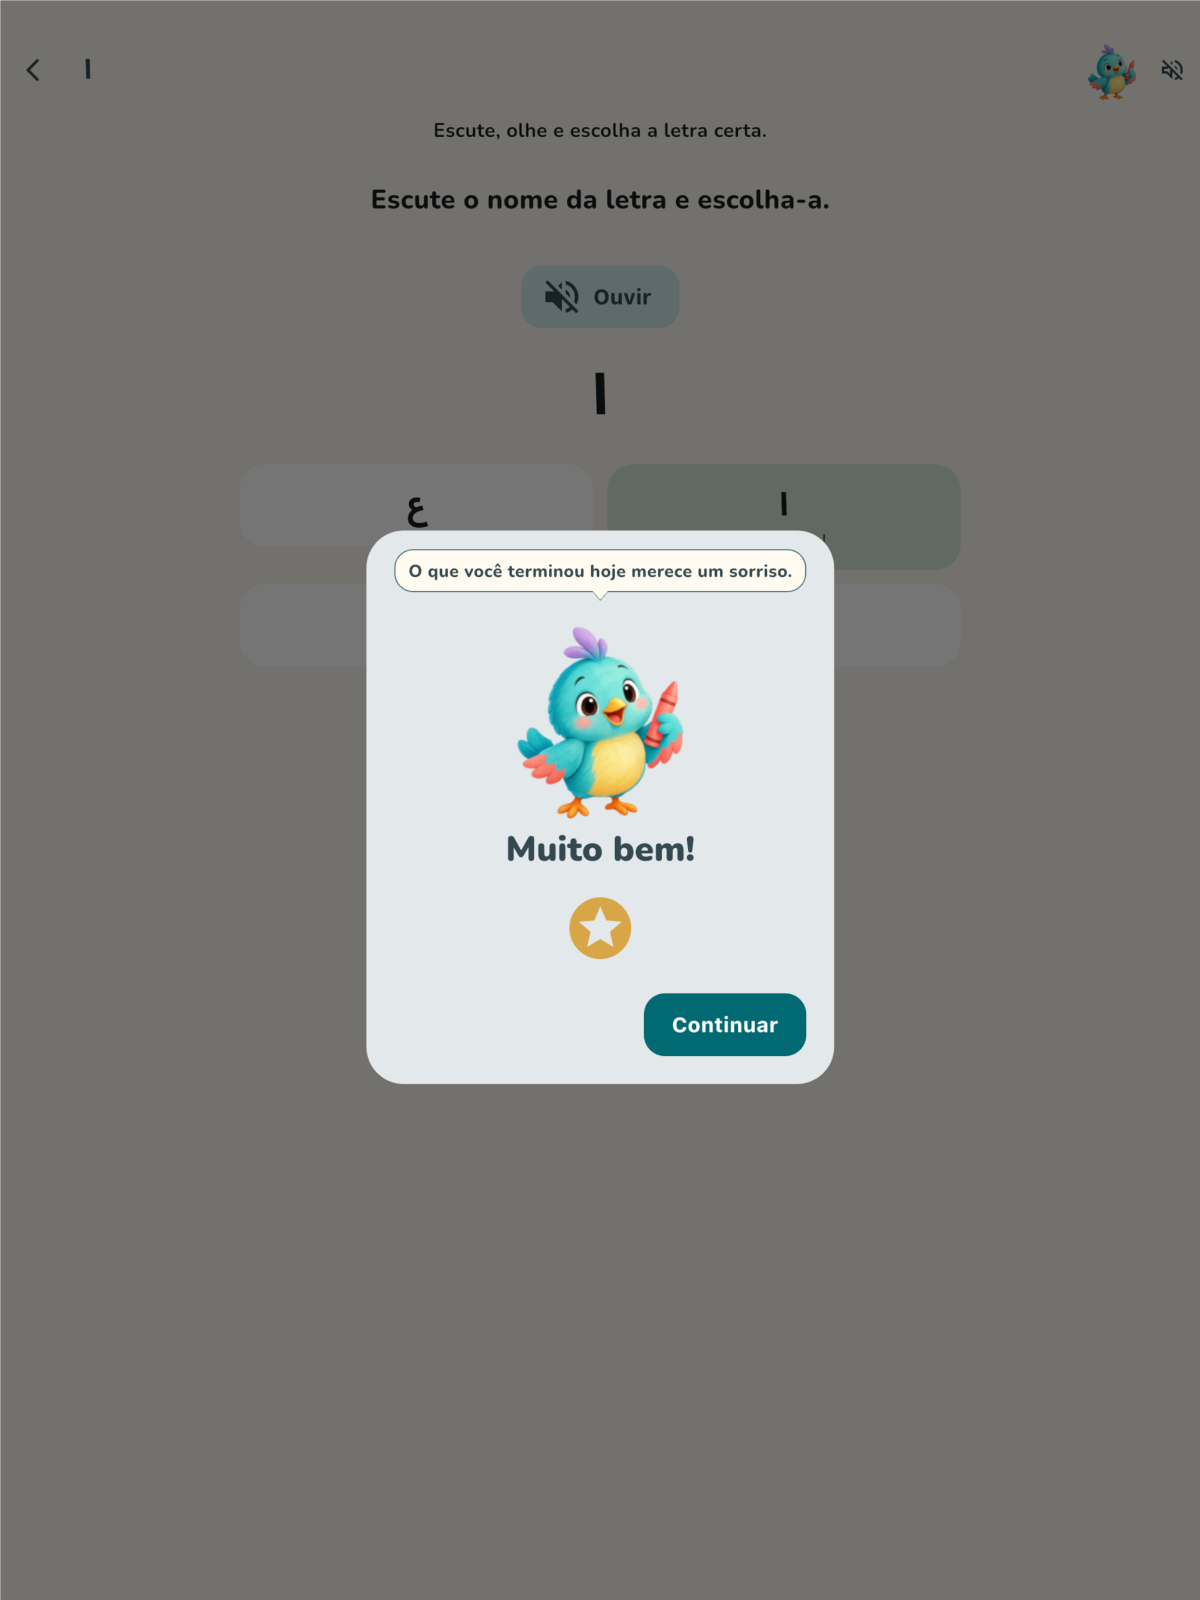 ا
Escute, olhe e escolha a letra certa.
Escute o nome da letra e escolha-a.
Ouvir
ا
ع
ا
O que você terminou hoje merece um sorriso.
Muito bem!
Continuar